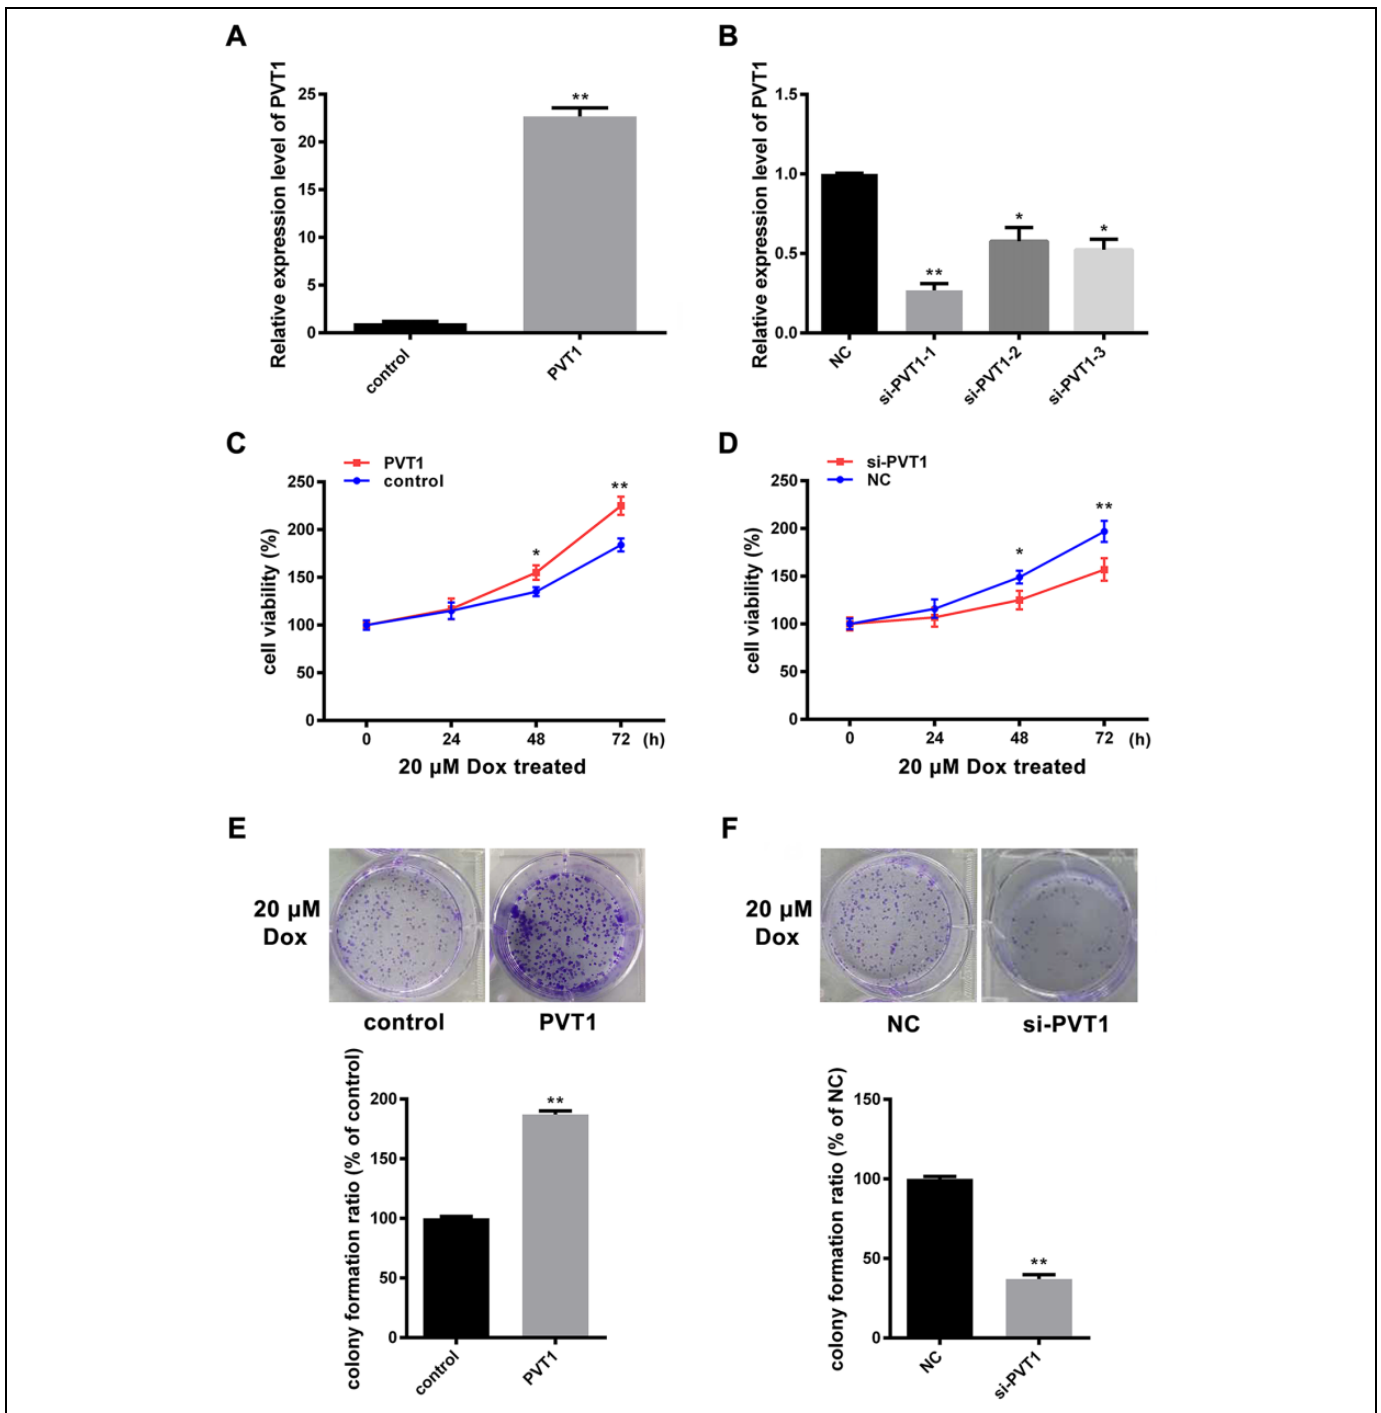 A
Relative expression level of PVT1
25
20
15
10
5
0
**
control
PVT1
B
Relative expression level of PVT1
1.5
1.0
0.5
0.0
**
*
*
NC
si-PVT1-1
si-PVT1-2
si-PVT1-3
C
PVT1
control
cell viability (%)
250
200
150
100
50
0
*
**
0 24 48 72 (h)
20 µM Dox treated
D
si-PVT1
NC
cell viability (%)
250
200
150
100
50
0
*
**
0 24 48 72 (h)
20 µM Dox treated
E
20 µM
Dox
control PVT1
colony formation ratio (% of control)
200
150
100
50
0
**
control
PVT1
F
20 µM
Dox
NC si-PVT1
colony formation ratio (% of NC)
150
100
50
0
**
NC
si-PVT1